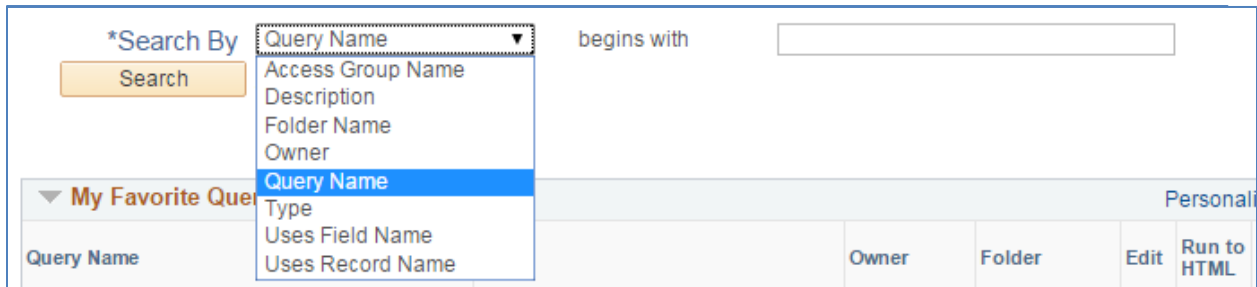 *Search By Query Name ▼ begins with
Search
Access Group Name
Description
Folder Name
Owner
Query Name
Type
Uses Field Name
Uses Record Name
My Favorite Que
Personali
Query Name Owner Folder Edit Run to
HTML